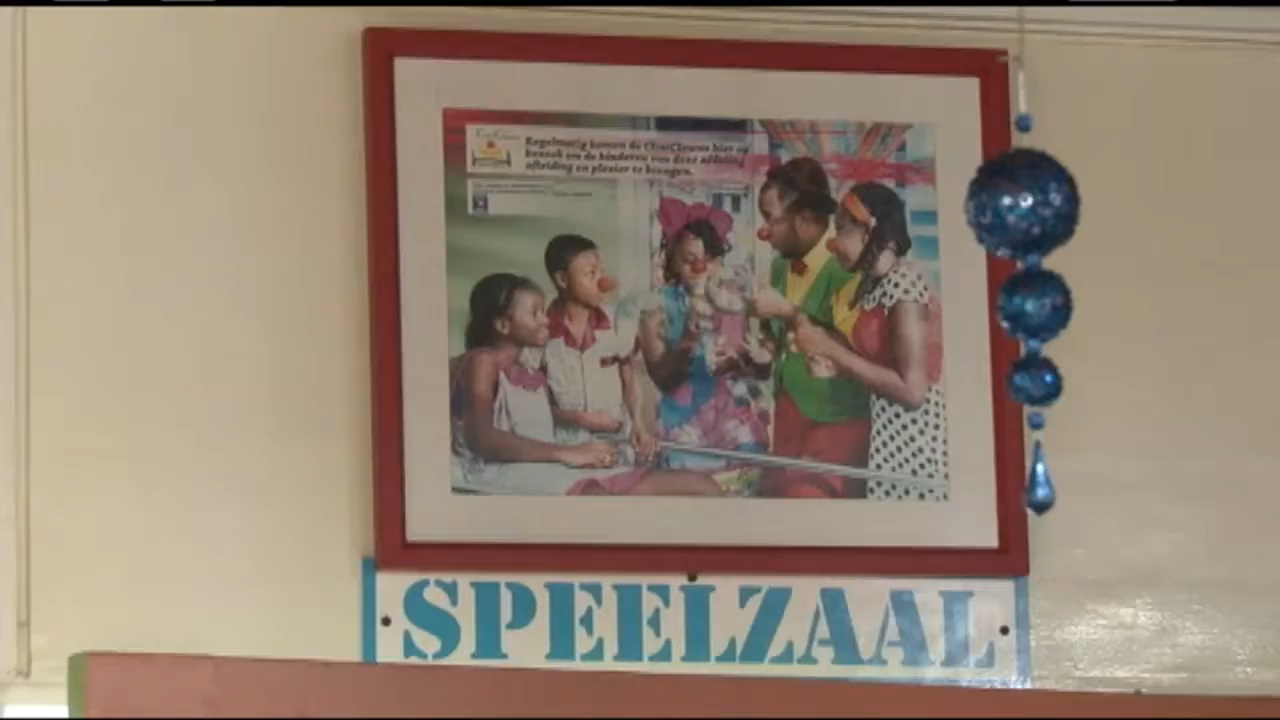 Regelmatig komen de CliniClowns hier op
bezoek om de kinderen van deze afdeling
afleiding en plezier te brengen.
SPEELZAAL